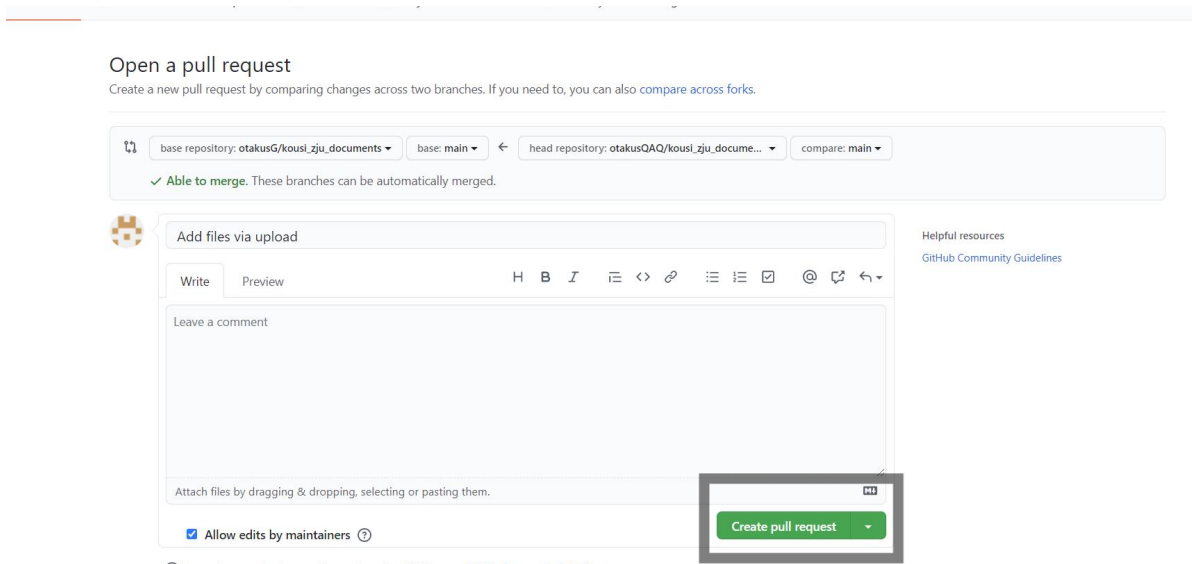 Open a pull request
Create a new pull request by comparing changes across two branches. If you need to, you can also compare across forks.
base repository: otakusG/kousi_zju_documents base: main ← head repository: otakusQAQ/kousi_zju_docume... compare: main
✓ Able to merge. These branches can be automatically merged.
Add files via upload
Helpful resources
GitHub Community Guidelines
Write Preview H B I @
Leave a comment
Attach files by dragging & dropping, selecting or pasting them.
Create pull request
Allow edits by maintainers